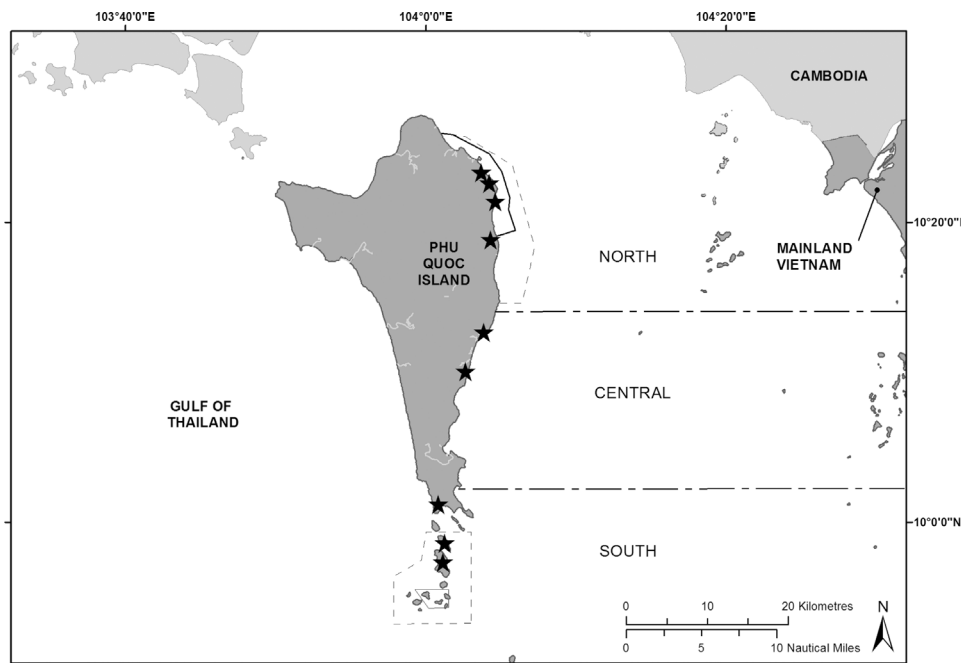 103°40'0"E
104°0'0"E
104°20'0"E
CAMBODIA
10°20'0"N
PHU
QUOC
ISLAND
NORTH
MAINLAND
VIETNAM
CENTRAL
GULF OF
THAILAND
10°0'0"N
SOUTH
0 10 20 Kilometres
0 5 10 Nautical Miles
N